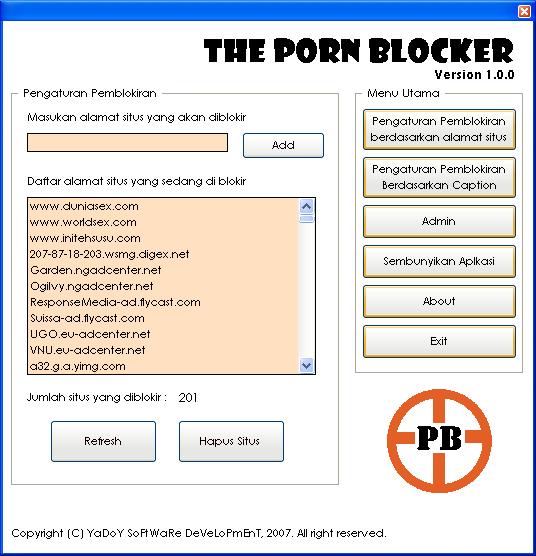 THE PORN BLOCKER
Version 1.0.0
Pengaturan Pemblokiran
Masukan alamat situs yang akan diblokir
Add
Daftar alamat situs yang sedang di blokir
www.duniasex.com
www.worldsex.com
www.initehsusu.com
207-87-18-203.wsmg.digex.net
Garden.ngadcenter.net
Ogilvy.ngadcenter.net
ResponseMedia-ad.flycast.com
Suissa-ad.flycast.com
UGO.eu-adcenter.net
VNU.eu-adcenter.net
a32.g.a.yimg.com
Jumlah situs yang diblokir : 201
Refresh
Hapus Situs
Menu Utama
Pengaturan Pemblokiran
berdasarkan alamat situs
Pengaturan Pemblokiran
Berdasarkan Caption
Admin
Sembunyikan Aplkasi
About
Exit
PB
Copyright (C) YaDoY SoFtWaRe DeVeLoPmEnT, 2007. All right reserved.